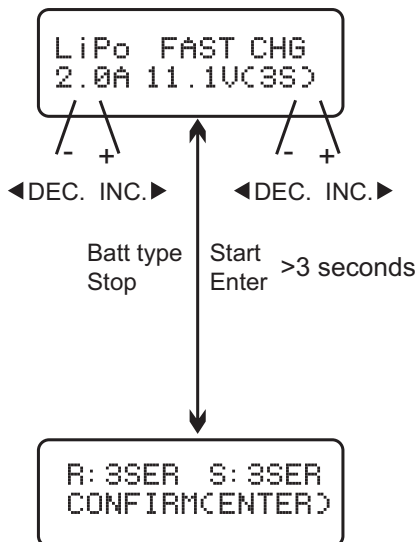 LiPo FAST CHG
2.0A 11.1V(3S)
- + - +
◀DEC. INC.▶ ◀DEC. INC.▶
Batt type Start
Stop Enter >3 seconds
R:3SER S:3SER
CONFIRM(ENTER)